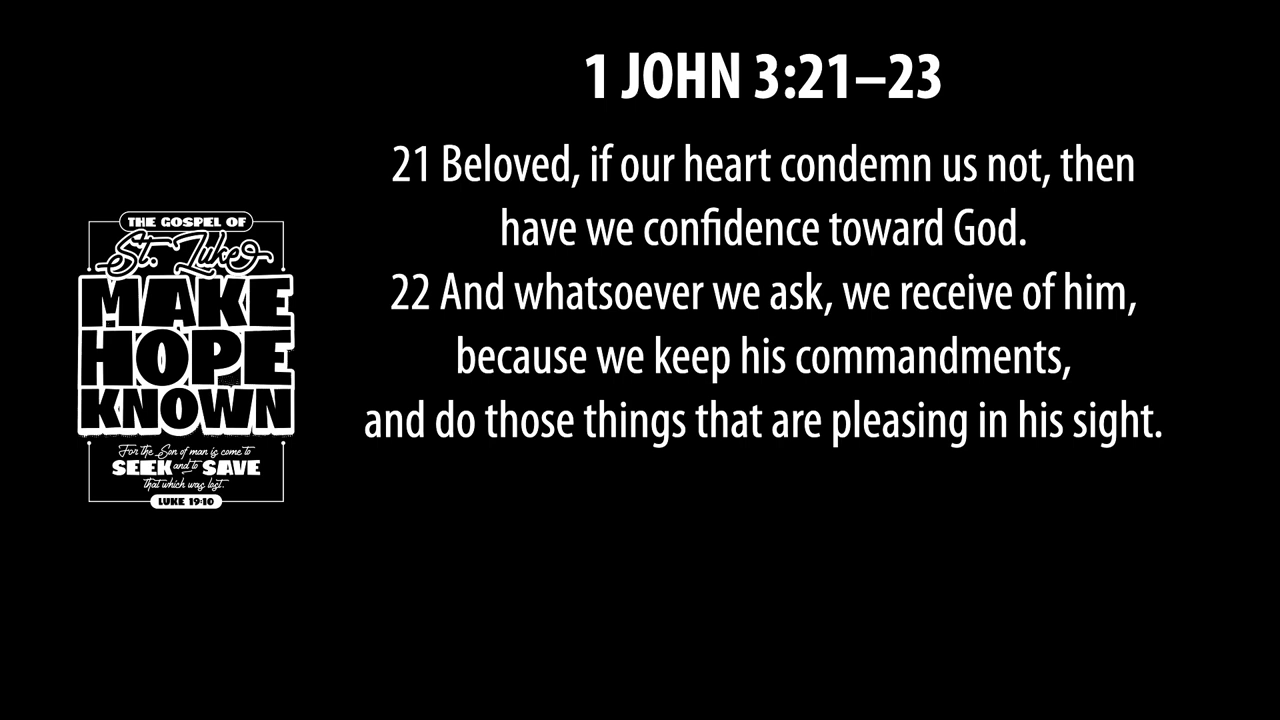 1 JOHN 3:21–23
21 Beloved, if our heart condemn us not, then
have we confidence toward God.
22 And whatsoever we ask, we receive of him,
because we keep his commandments,
and do those things that are pleasing in his sight.
THE GOSPEL OF
St. Luke
MAKE
HOPE
KNOWN
For the Son of man is come to
SEEK and to SAVE
that which was lost.
LUKE 19:10